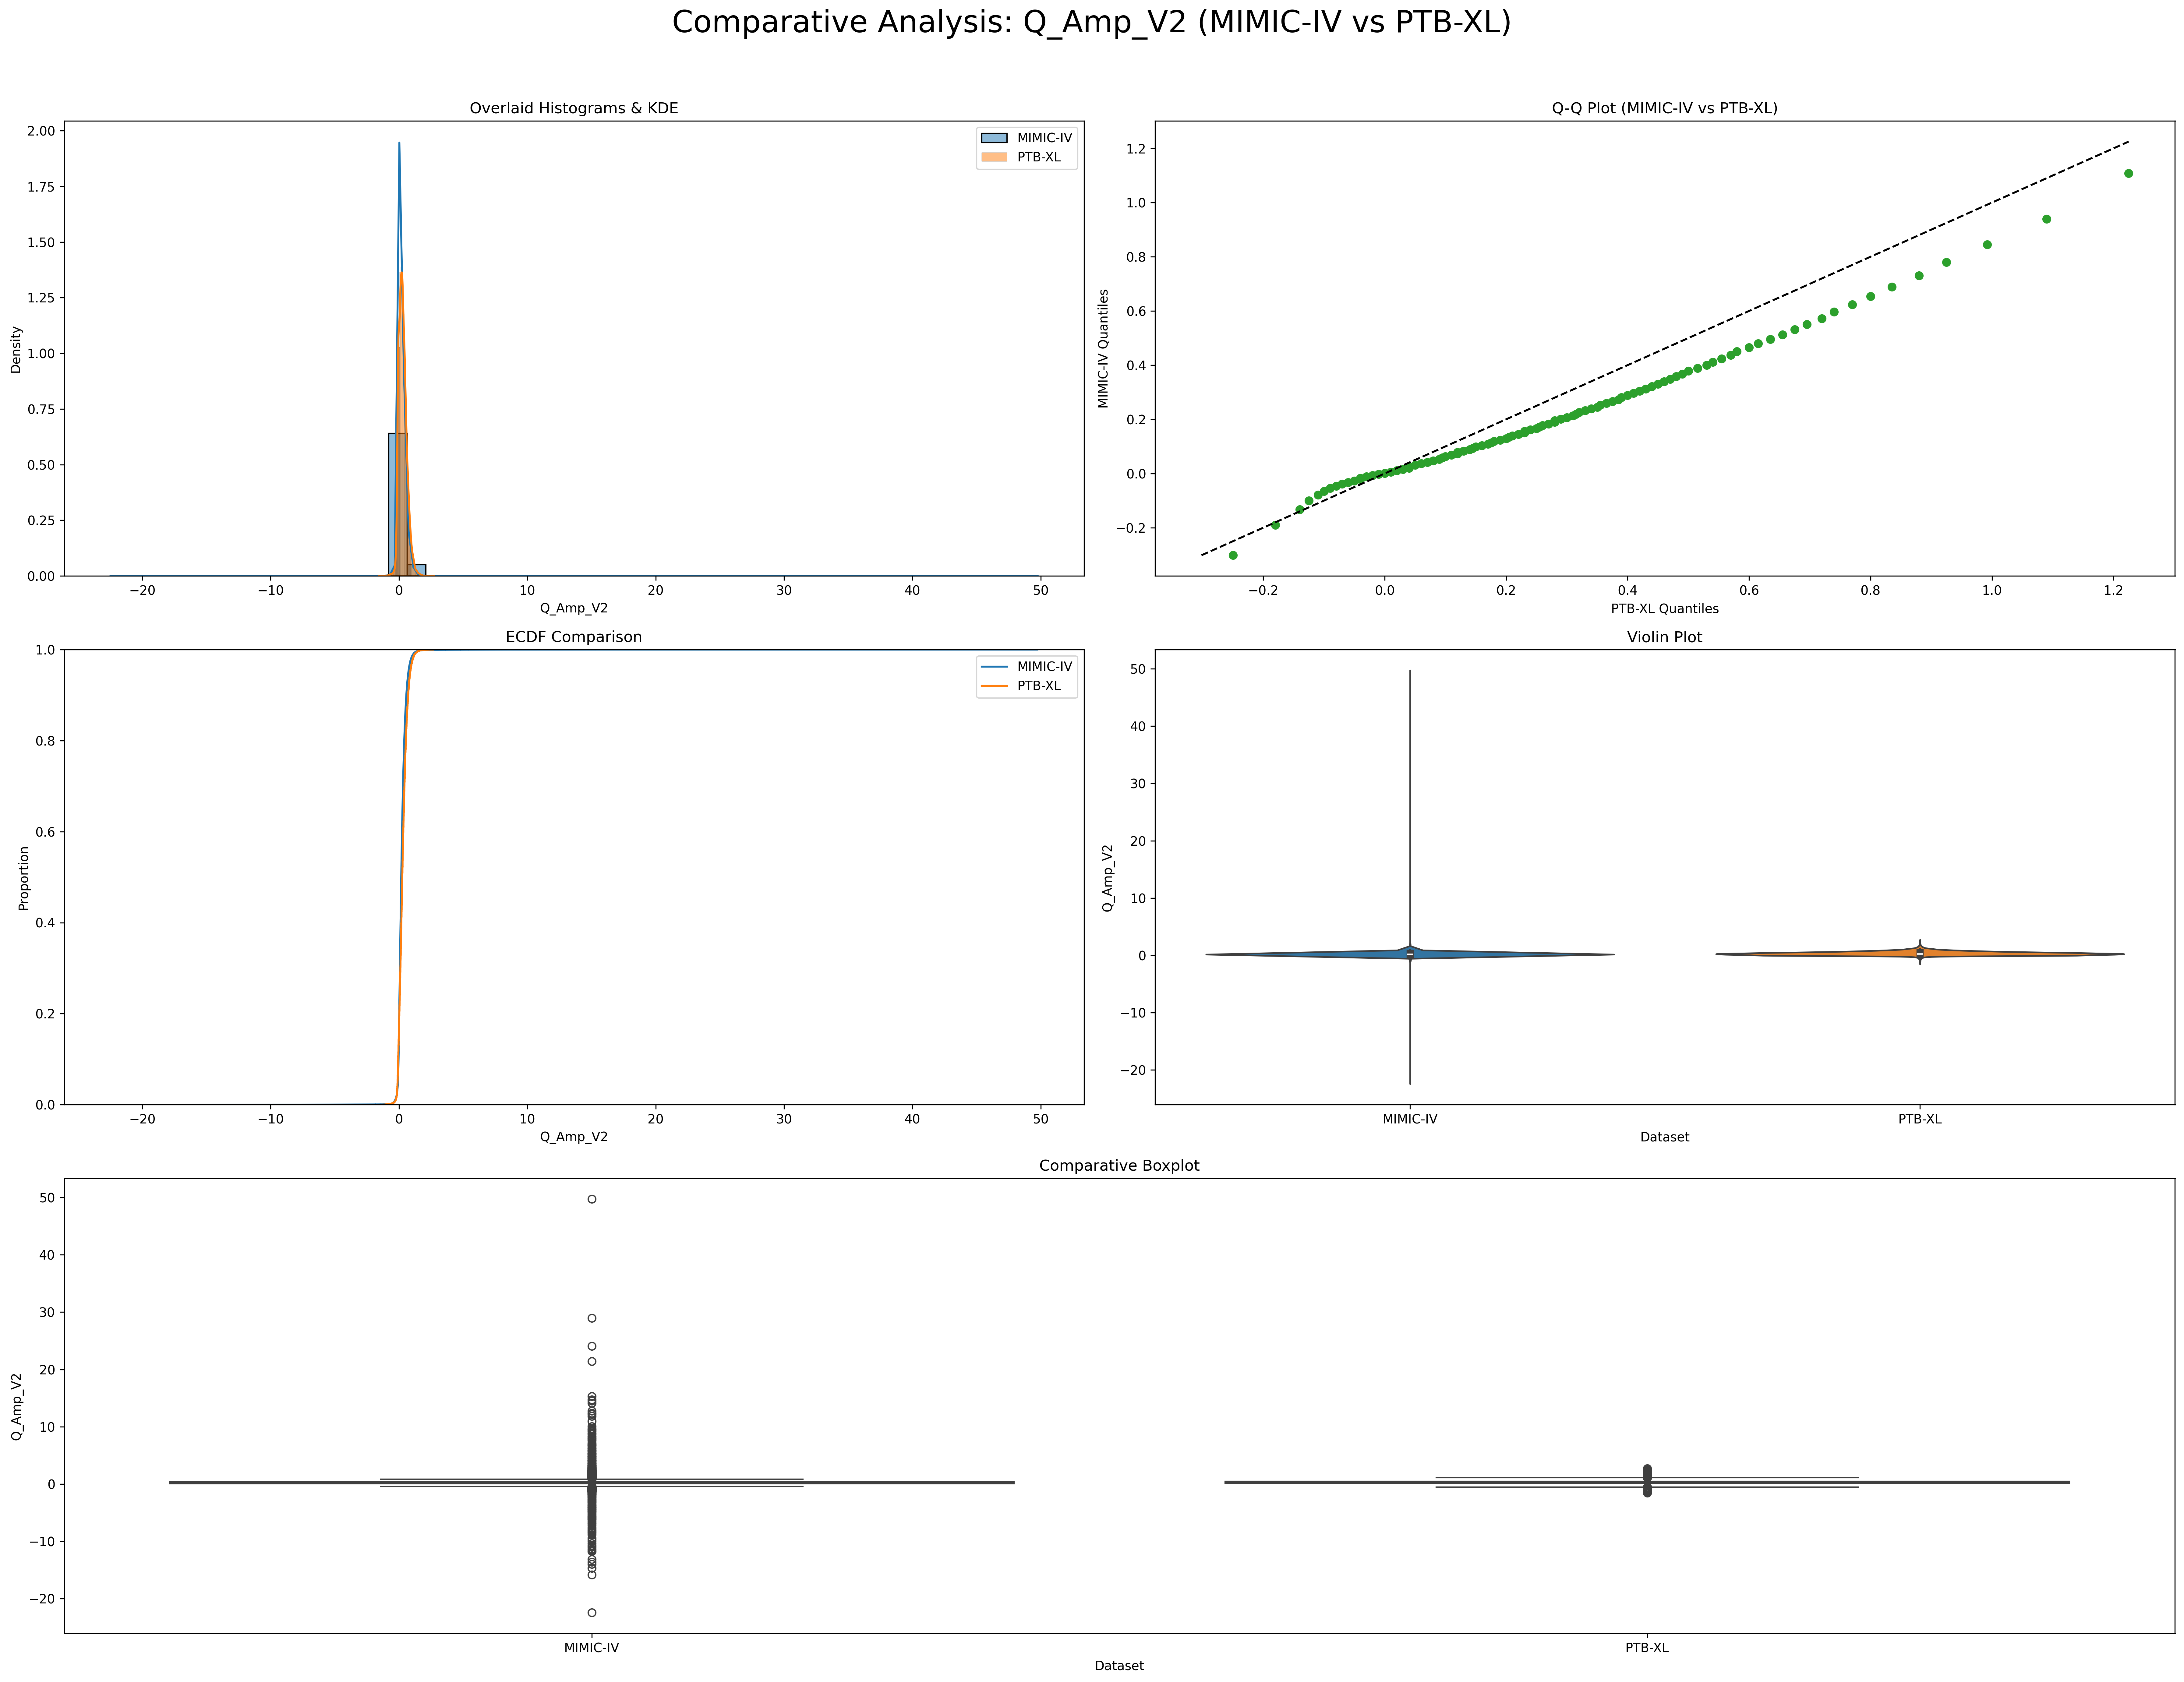 Comparative Analysis: Q_Amp_V2 (MIMIC-IV vs PTB-XL)
Overlaid Histograms & KDE
2.00
1.75
1.50
1.25
1.00
0.75
0.50
0.25
0.00
Density
MIMIC-IV
PTB-XL
−20 −10 0 10 20 30 40 50
Q_Amp_V2
Q-Q Plot (MIMIC-IV vs PTB-XL)
1.2
1.0
0.8
0.6
0.4
0.2
0.0
−0.2
MIMIC-IV Quantiles
−0.2 0.0 0.2 0.4 0.6 0.8 1.0 1.2
PTB-XL Quantiles
ECDF Comparison
1.0
0.8
0.6
0.4
0.2
0.0
Proportion
MIMIC-IV
PTB-XL
−20 −10 0 10 20 30 40 50
Q_Amp_V2
Violin Plot
50
40
30
20
10
0
−10
−20
Q_Amp_V2
MIMIC-IV PTB-XL
Dataset
Comparative Boxplot
50
40
30
20
10
0
−10
−20
Q_Amp_V2
MIMIC-IV PTB-XL
Dataset